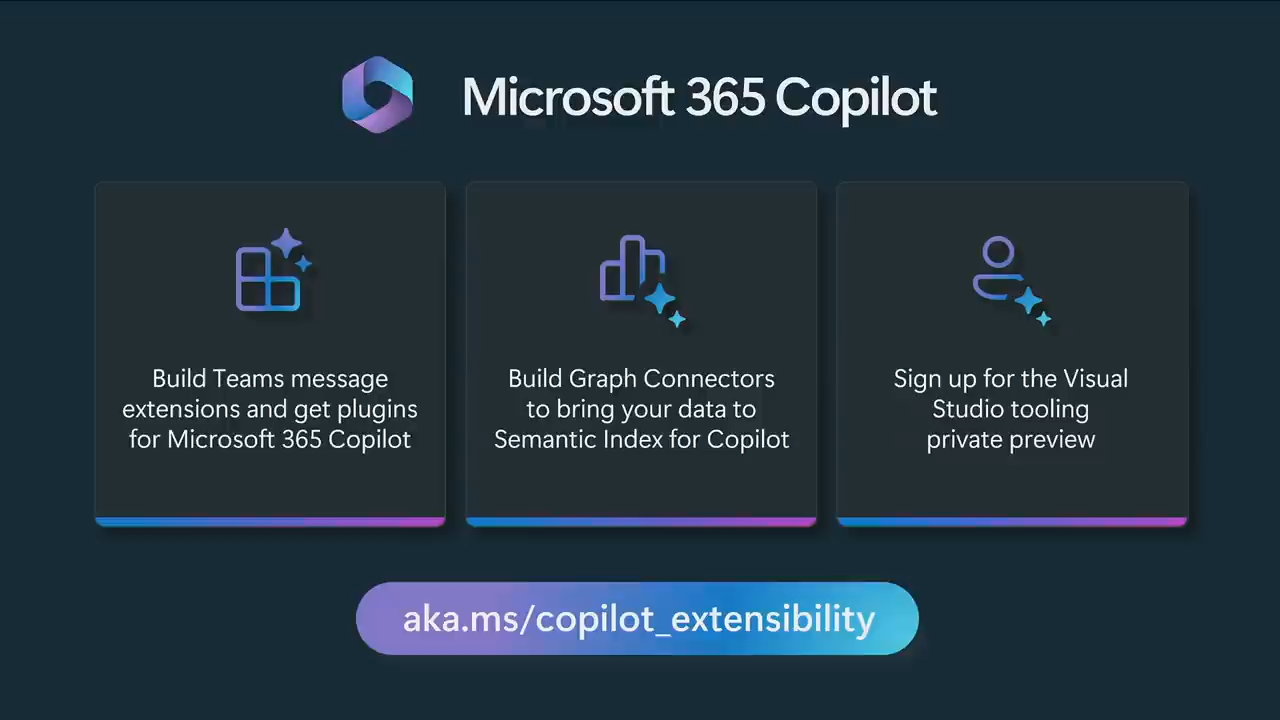 Microsoft 365 Copilot
Build Teams message
extensions and get plugins
for Microsoft 365 Copilot
Build Graph Connectors
to bring your data to
Semantic Index for Copilot
Sign up for the Visual
Studio tooling
private preview
aka.ms/copilot_extensibility